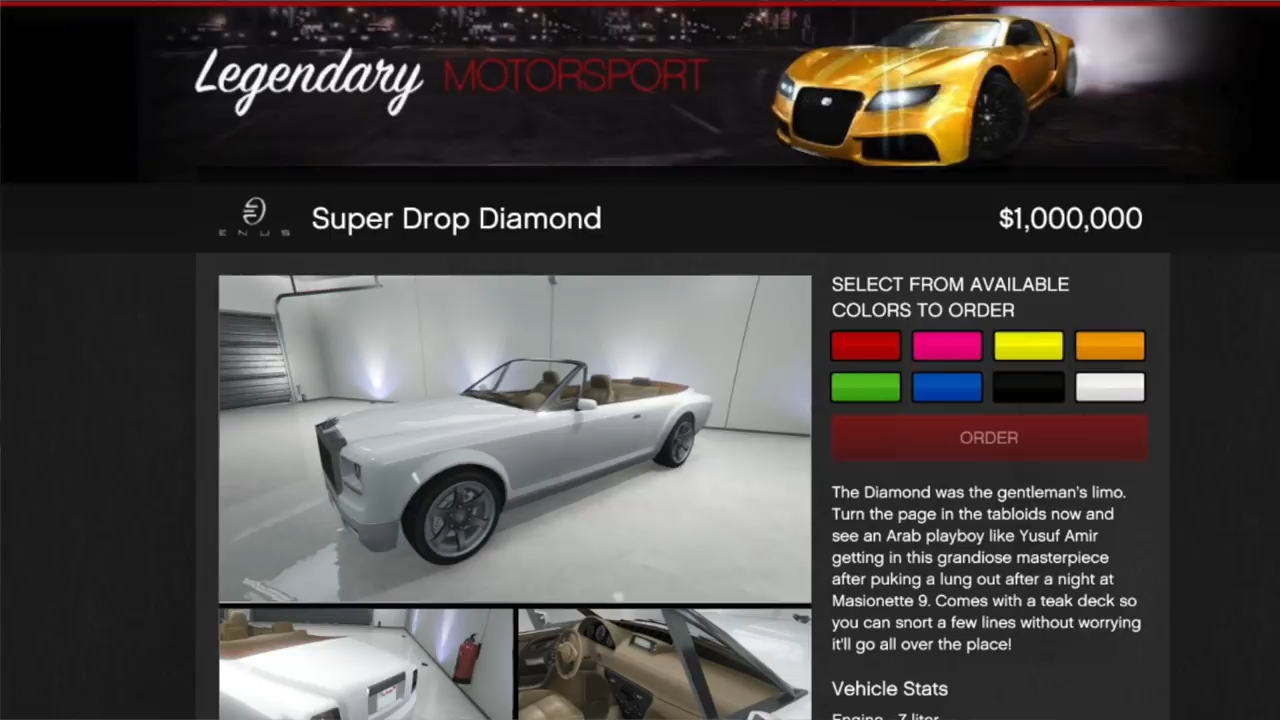 Legendary MOTORSPORT
ENUS
Super Drop Diamond
$1,000,000
SELECT FROM AVAILABLE
COLORS TO ORDER
ORDER
The Diamond was the gentleman's limo.
Turn the page in the tabloids now and
see an Arab playboy like Yusuf Amir
getting in this grandiose masterpiece
after puking a lung out after a night at
Masionette 9. Comes with a teak deck so
you can snort a few lines without worrying
it'll go all over the place!
Vehicle Stats
Engine - 7 liter